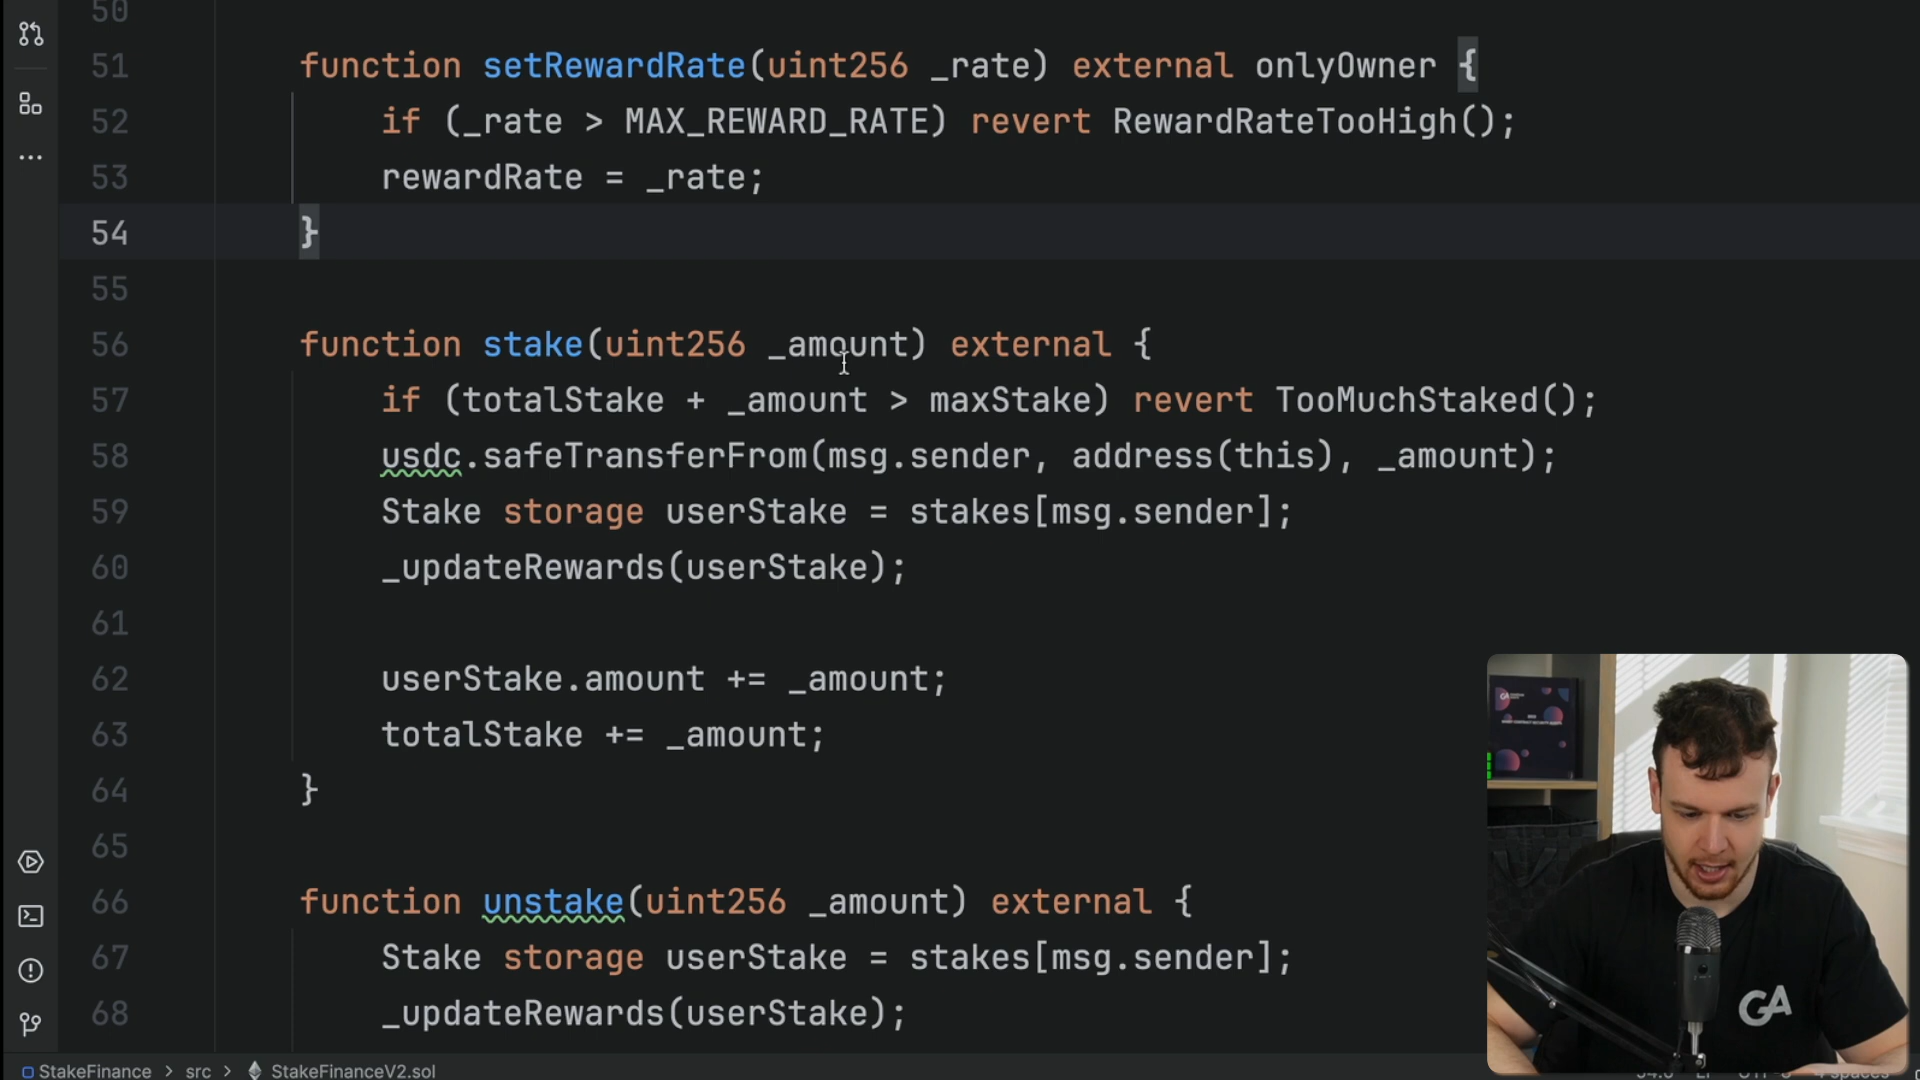 50
51 function setRewardRate(uint256 _rate) external onlyOwner {
52 if (_rate > MAX_REWARD_RATE) revert RewardRateTooHigh();
53 rewardRate = _rate;
54 }
55
56 function stake(uint256 _amount) external {
57 if (totalStake + _amount > maxStake) revert TooMuchStaked();
58 usdc.safeTransferFrom(msg.sender, address(this), _amount);
59 Stake storage userStake = stakes[msg.sender];
60 _updateRewards(userStake);
61
62 userStake.amount += _amount;
63 totalStake += _amount;
64 }
65
66 function unstake(uint256 _amount) external {
67 Stake storage userStake = stakes[msg.sender];
68 _updateRewards(userStake);
StakeFinance > src > StakeFinanceV2.sol
GA